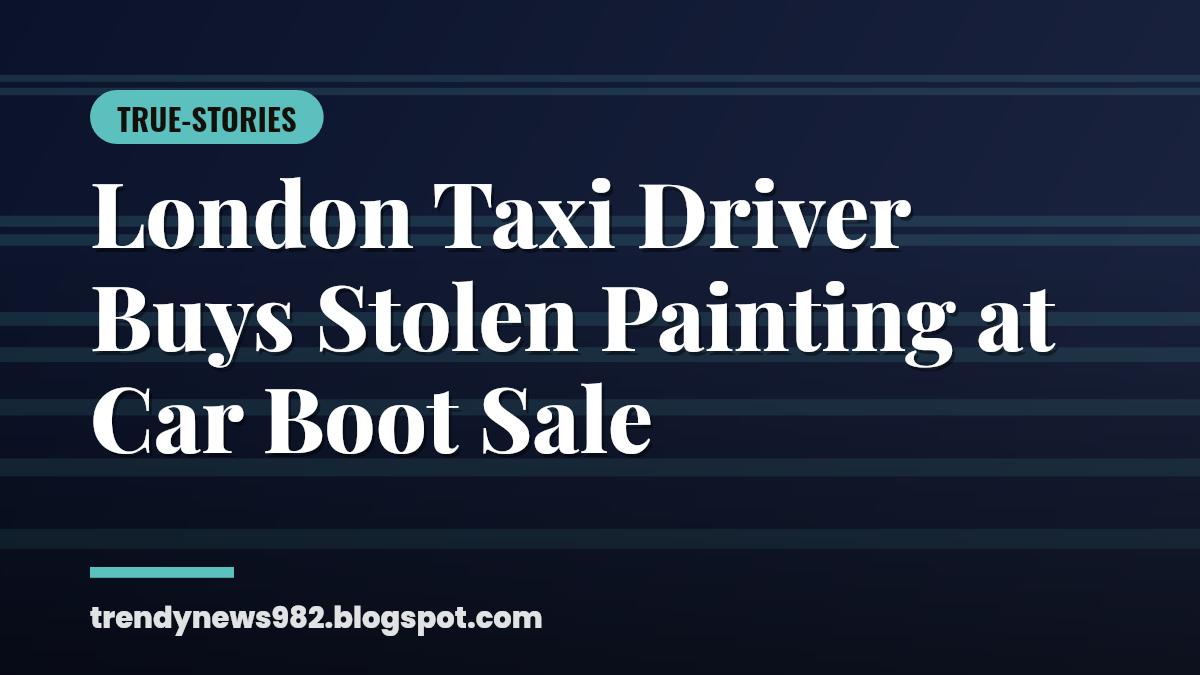 TRUE-STORIES
London Taxi Driver
Buys Stolen Painting at
Car Boot Sale
trendynews982.blogspot.com